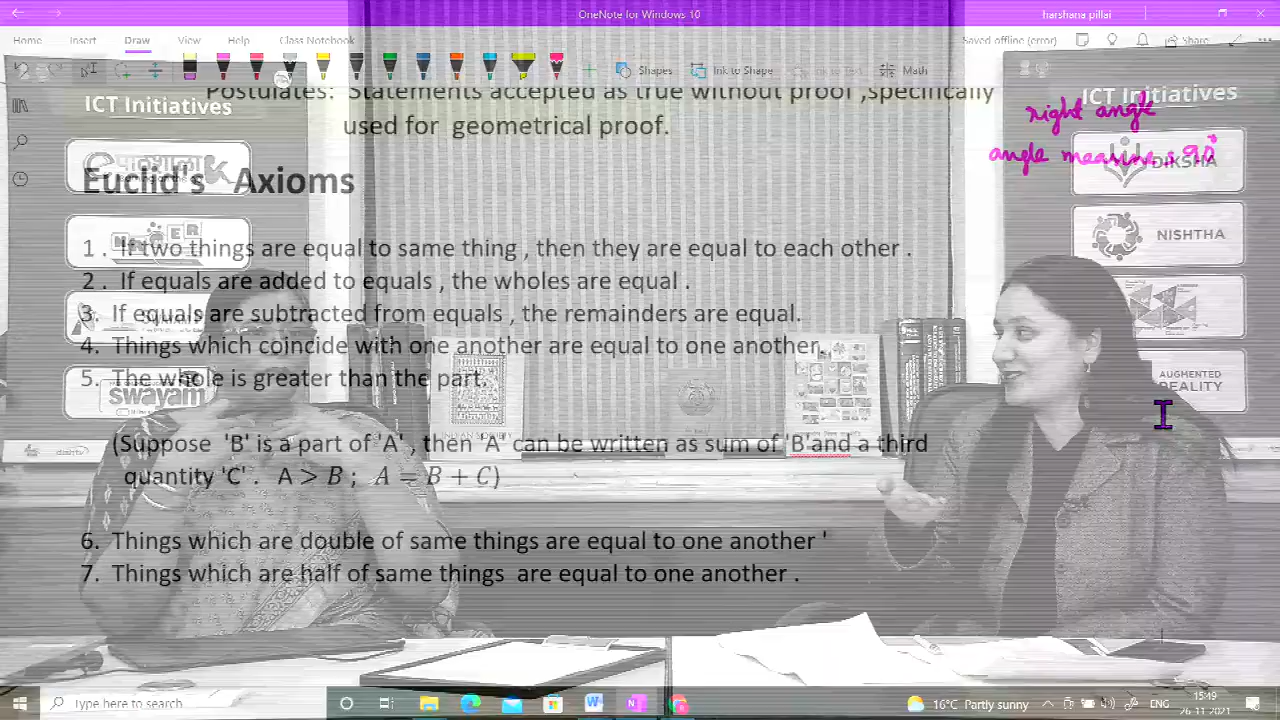 OneNote for Windows 10
harshana pillai
Home Insert Draw View Help Class Notebook
Saved offline (error) Share
Shapes Ink to Shape Ink to Text Math
Postulates: Statements accepted as true without proof ,specifically
used for geometrical proof.
right angle
angle measure : 90°
ICT Initiatives
ICT Initiatives
DIKSHA
NISHTHA
AUGMENTED
REALITY
swayam
Euclid's Axioms
1 . If two things are equal to same thing , then they are equal to each other .
2 . If equals are added to equals , the wholes are equal .
3. If equals are subtracted from equals , the remainders are equal.
4. Things which coincide with one another are equal to one another.
5. The whole is greater than the part.
(Suppose 'B' is a part of 'A' , then 'A' can be written as sum of 'B'and a third
quantity 'C' . A > B ; A = B + C)
6. Things which are double of same things are equal to one another '
7. Things which are half of same things are equal to one another .
Type here to search
16°C Partly sunny
ENG
15:49
26-11-2021